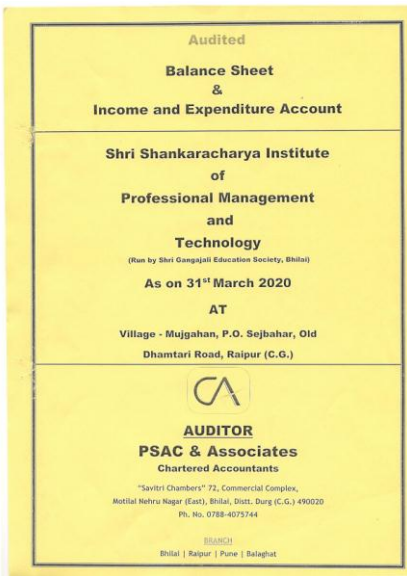 Audited
Balance Sheet
&
Income and Expenditure Account
Shri Shankaracharya Institute
of
Professional Management
and
Technology
(Run by Shri Gangajali Education Society, Bhilai)
As on 31st March 2020
AT
Village - Mujgahan, P.O. Sejbahar, Old
Dhamtari Road, Raipur (C.G.)
CA
AUDITOR
PSAC & Associates
Chartered Accountants
"Savitri Chambers" 72, Commercial Complex,
Motilal Nehru Nagar (East), Bhilai, Distt. Durg (C.G.) 490020
Ph. No. 0788-4075744
BRANCH
Bhilai | Raipur | Pune | Balaghat